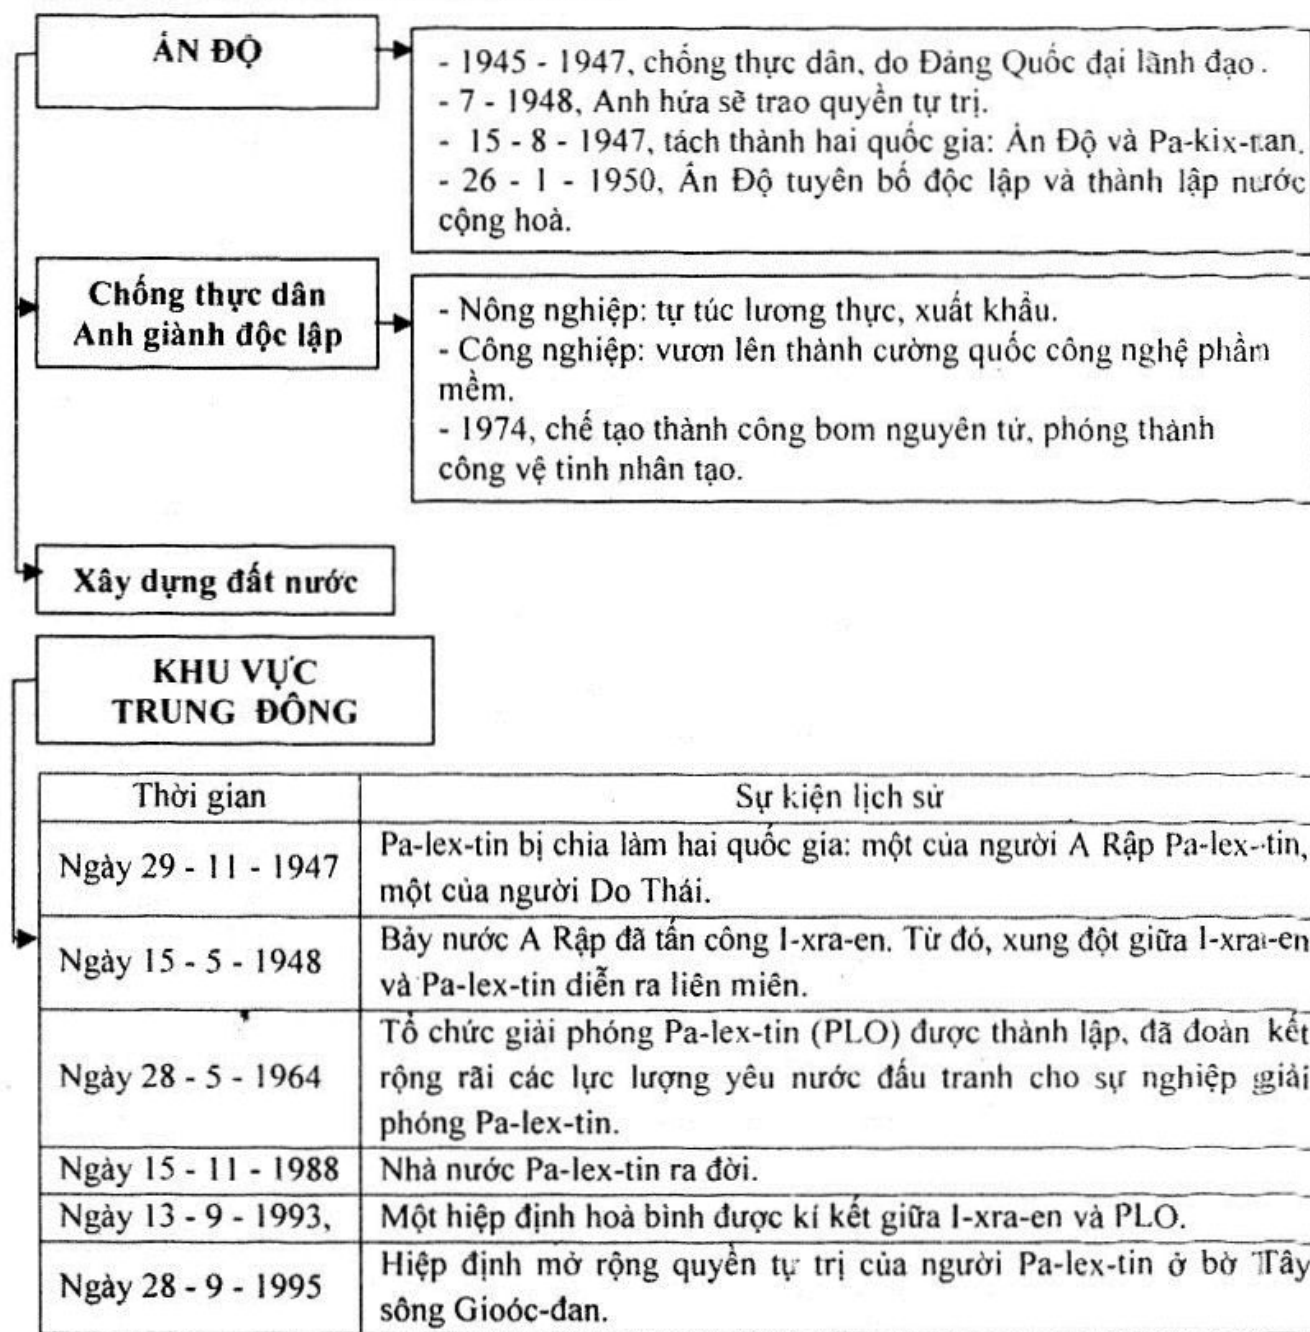 ẤN ĐỘ
- 1945 - 1947, chống thực dân, do Đảng Quốc đại lãnh đạo.
- 7 - 1948, Anh hứa sẽ trao quyền tự trị.
- 15 - 8 - 1947, tách thành hai quốc gia: Ấn Độ và Pa-kix-tan.
- 26 - 1 - 1950, Ấn Độ tuyên bố độc lập và thành lập nước
cộng hoà.
Chống thực dân
Anh giành độc lập
- Nông nghiệp: tự túc lương thực, xuất khẩu.
- Công nghiệp: vươn lên thành cường quốc công nghệ phần
mềm.
- 1974, chế tạo thành công bom nguyên tử, phóng thành
công vệ tinh nhân tạo.
Xây dựng đất nước
KHU VỰC
TRUNG ĐÔNG
Thời gian
Sự kiện lịch sử
Ngày 29 - 11 - 1947
Pa-lex-tin bị chia làm hai quốc gia: một của người A Rập Pa-lex-tin,
một của người Do Thái.
Ngày 15 - 5 - 1948
Bảy nước A Rập đã tấn công I-xra-en. Từ đó, xung đột giữa I-xra-en
và Pa-lex-tin diễn ra liên miên.
Ngày 28 - 5 - 1964
Tổ chức giải phóng Pa-lex-tin (PLO) được thành lập, đã đoàn kết
rộng rãi các lực lượng yêu nước đấu tranh cho sự nghiệp giải
phóng Pa-lex-tin.
Ngày 15 - 11 - 1988
Nhà nước Pa-lex-tin ra đời.
Ngày 13 - 9 - 1993,
Một hiệp định hoà bình được kí kết giữa I-xra-en và PLO.
Ngày 28 - 9 - 1995
Hiệp định mở rộng quyền tự trị của người Pa-lex-tin ở bờ Tây
sông Gioóc-đan.